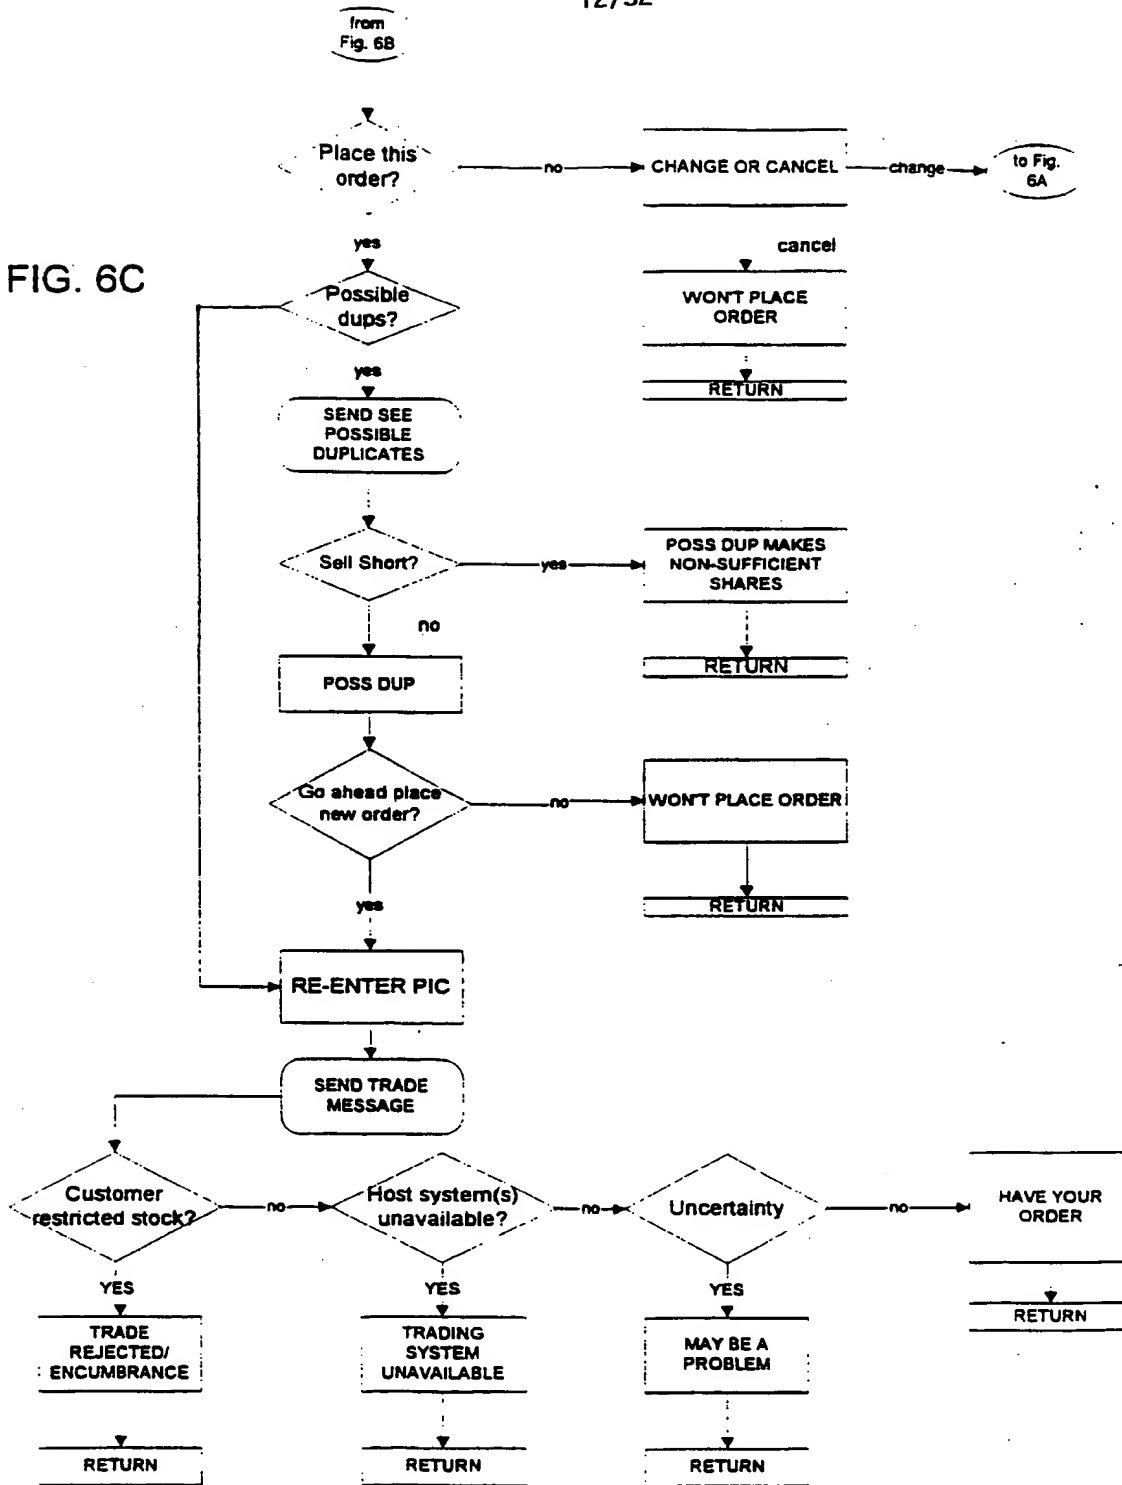 12/32
from
Fig. 6B
Place this
order?
no
CHANGE OR CANCEL
change
to Fig.
6A
yes
cancel
FIG. 6C
Possible
dups?
WON'T PLACE
ORDER
yes
RETURN
SEND SEE
POSSIBLE
DUPLICATES
Sell Short?
yes
POSS DUP MAKES
NON-SUFFICIENT
SHARES
no
RETURN
POSS DUP
Go ahead place
new order?
no
WON'T PLACE ORDER
yes
RETURN
RE-ENTER PIC
SEND TRADE
MESSAGE
Customer
restricted stock?
no
Host system(s)
unavailable?
no
Uncertainty
no
HAVE YOUR
ORDER
YES
YES
YES
RETURN
TRADE
REJECTED/
ENCUMBRANCE
TRADING
SYSTEM
UNAVAILABLE
MAY BE A
PROBLEM
RETURN
RETURN
RETURN